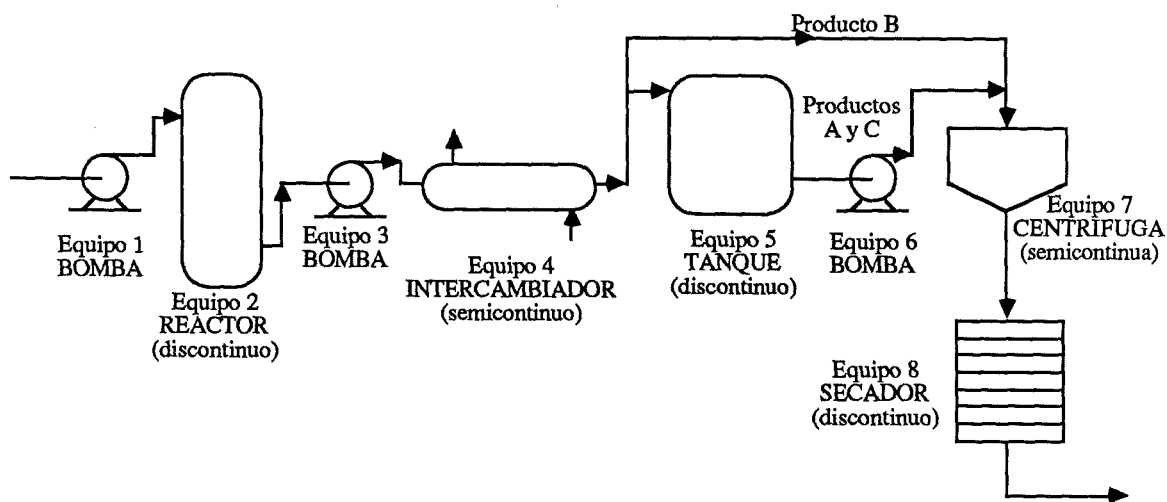 Producto B
Productos
A y C
Equipo 1
BOMBA
Equipo 2
REACTOR
(discontinuo)
Equipo 3
BOMBA
Equipo 4
INTERCAMBIADOR
(semicontinuo)
Equipo 5
TANQUE
(discontinuo)
Equipo 6
BOMBA
Equipo 7
CENTRIFUGA
(semicontinua)
Equipo 8
SECADOR
(discontinuo)